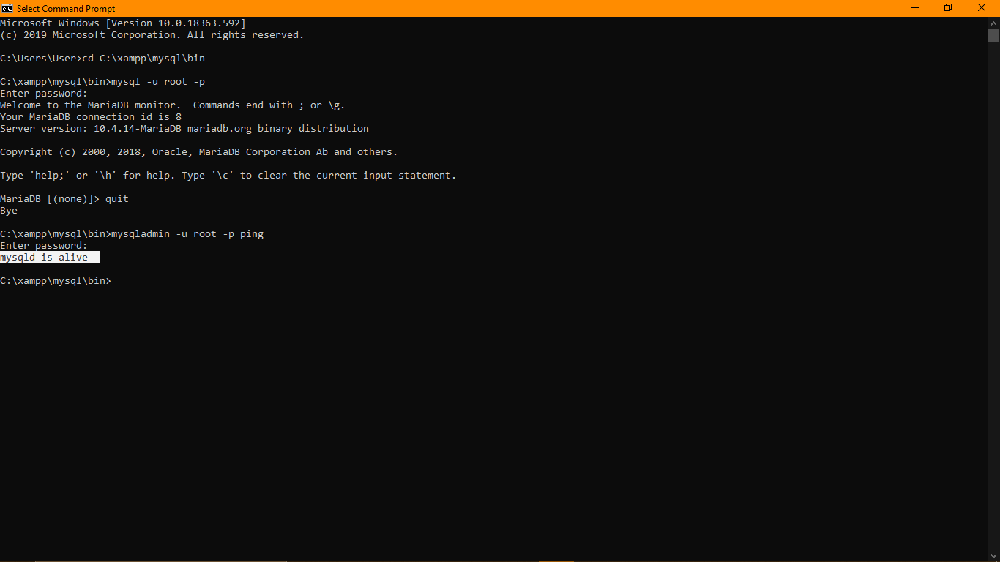 Select Command Prompt
Microsoft Windows [Version 10.0.18363.592]
(c) 2019 Microsoft Corporation. All rights reserved.
C:\Users\User>cd C:\xampp\mysql\bin
C:\xampp\mysql\bin>mysql -u root -p
Enter password:
Welcome to the MariaDB monitor.  Commands end with ; or \g.
Your MariaDB connection id is 8
Server version: 10.4.14-MariaDB mariadb.org binary distribution
Copyright (c) 2000, 2018, Oracle, MariaDB Corporation Ab and others.
Type 'help;' or '\h' for help. Type '\c' to clear the current input statement.
MariaDB [(none)]> quit
Bye
C:\xampp\mysql\bin>mysqladmin -u root -p ping
Enter password:
mysqld is alive
C:\xampp\mysql\bin>